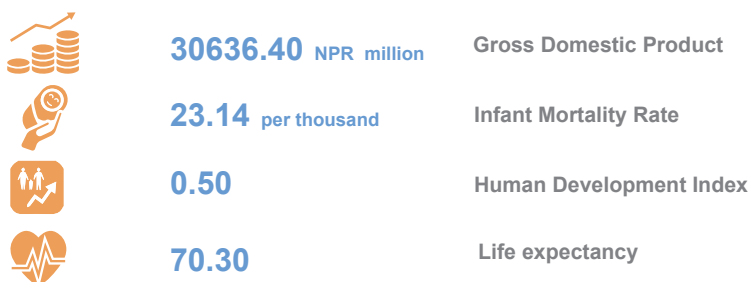 30636.40 NPR million Gross Domestic Product
23.14 per thousand Infant Mortality Rate
0.50 Human Development Index
70.30 Life expectancy